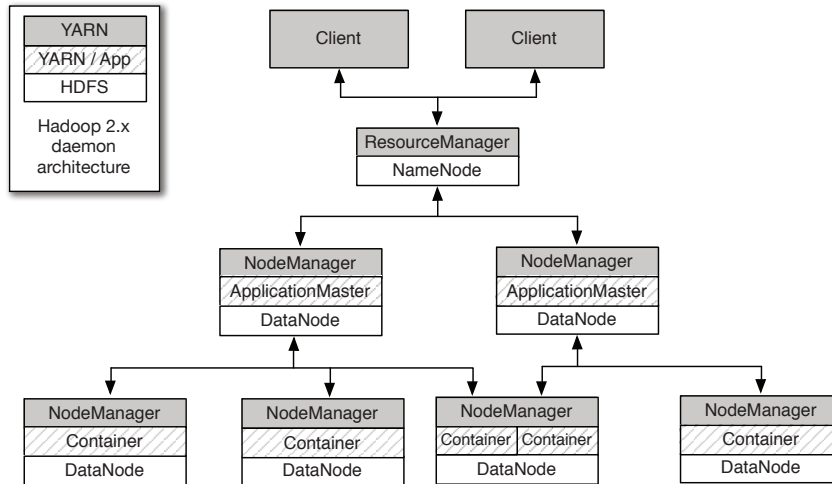 YARN
YARN / App
HDFS
Hadoop 2.x
daemon
architecture
Client
Client
ResourceManager
NameNode
NodeManager
ApplicationMaster
DataNode
NodeManager
ApplicationMaster
DataNode
NodeManager
Container
DataNode
NodeManager
Container
DataNode
NodeManager
Container Container
DataNode
NodeManager
Container
DataNode